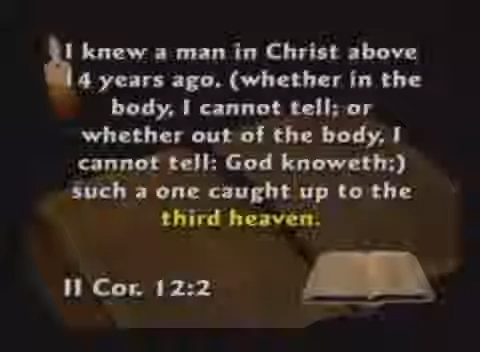 I knew a man in Christ above
14 years ago, (whether in the
body, I cannot tell; or
whether out of the body, I
cannot tell: God knoweth;)
such a one caught up to the
third heaven.
II Cor. 12:2